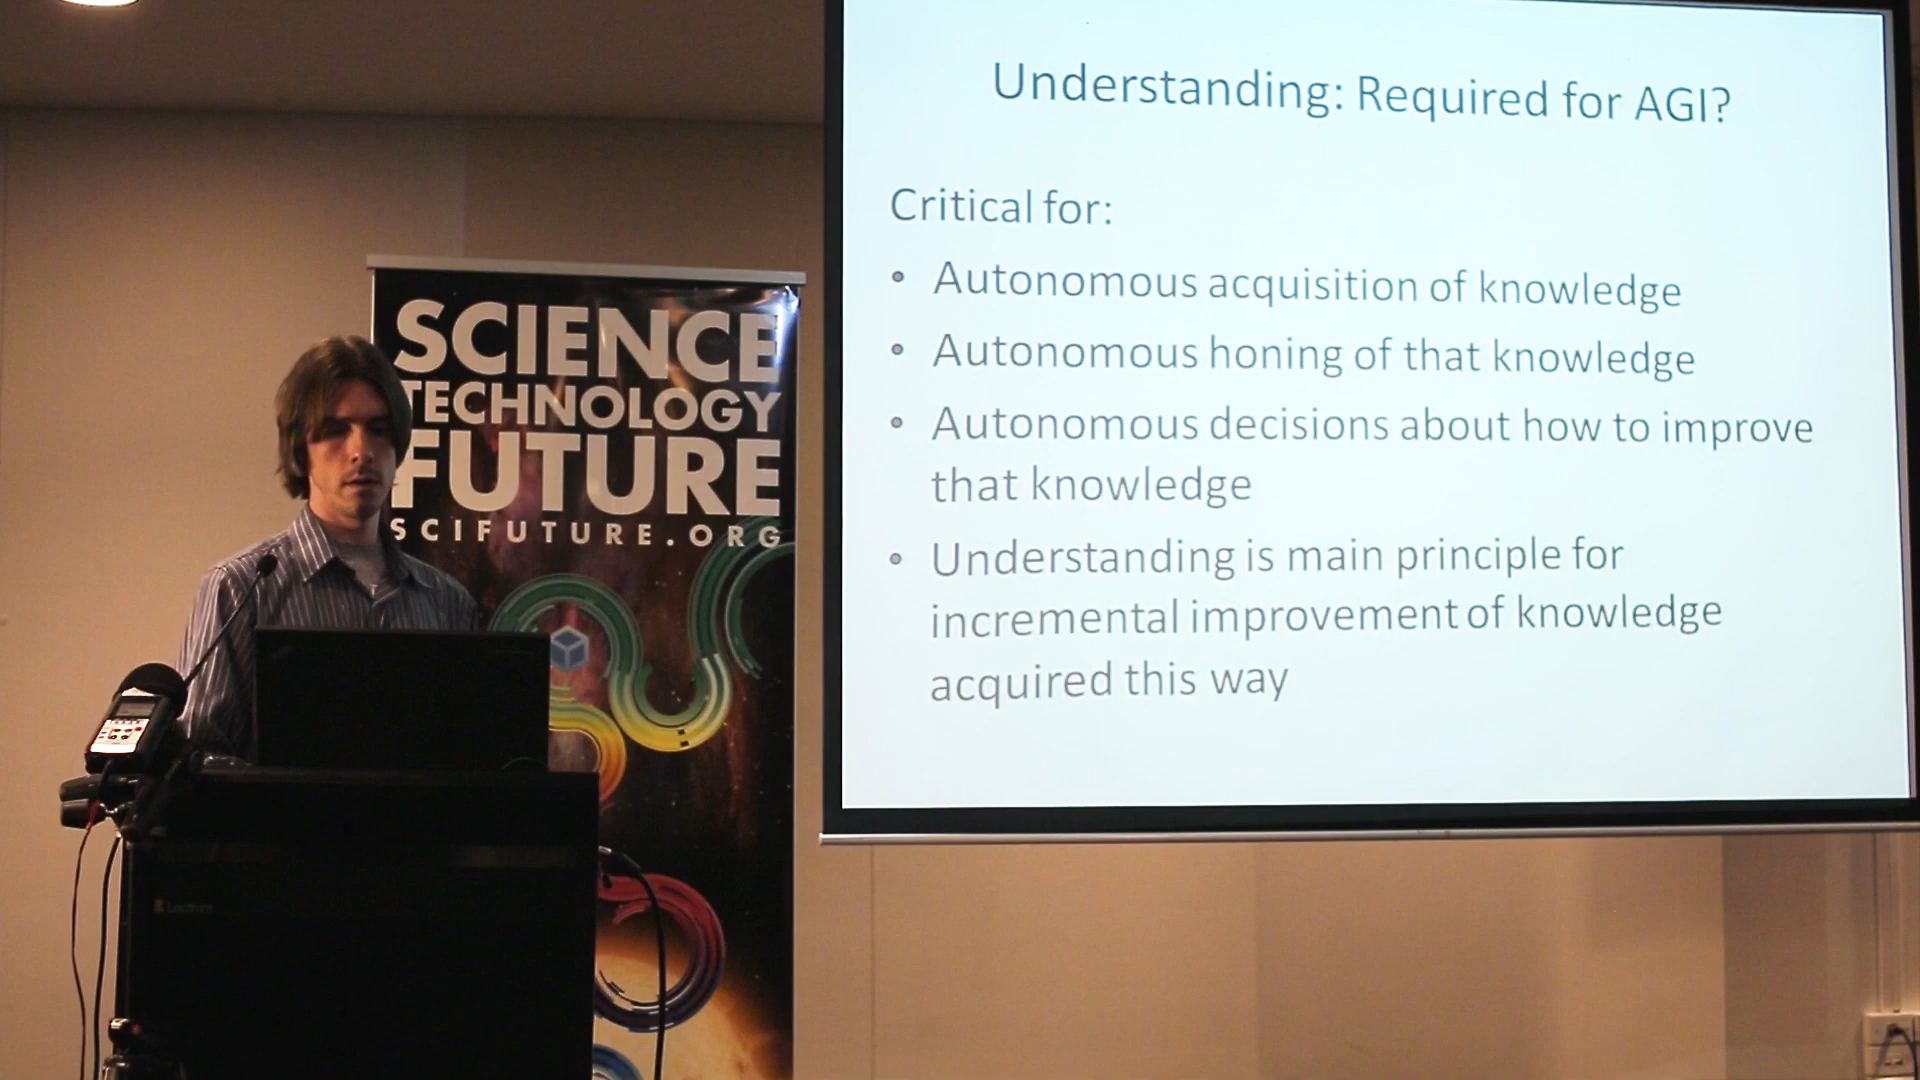 Understanding: Required for AGI?
Critical for:
• Autonomous acquisition of knowledge
• Autonomous honing of that knowledge
• Autonomous decisions about how to improve
that knowledge
• Understanding is main principle for
incremental improvement of knowledge
acquired this way
SCIENCE
TECHNOLOGY
FUTURE
SCIFUTURE.ORG
Lectrum